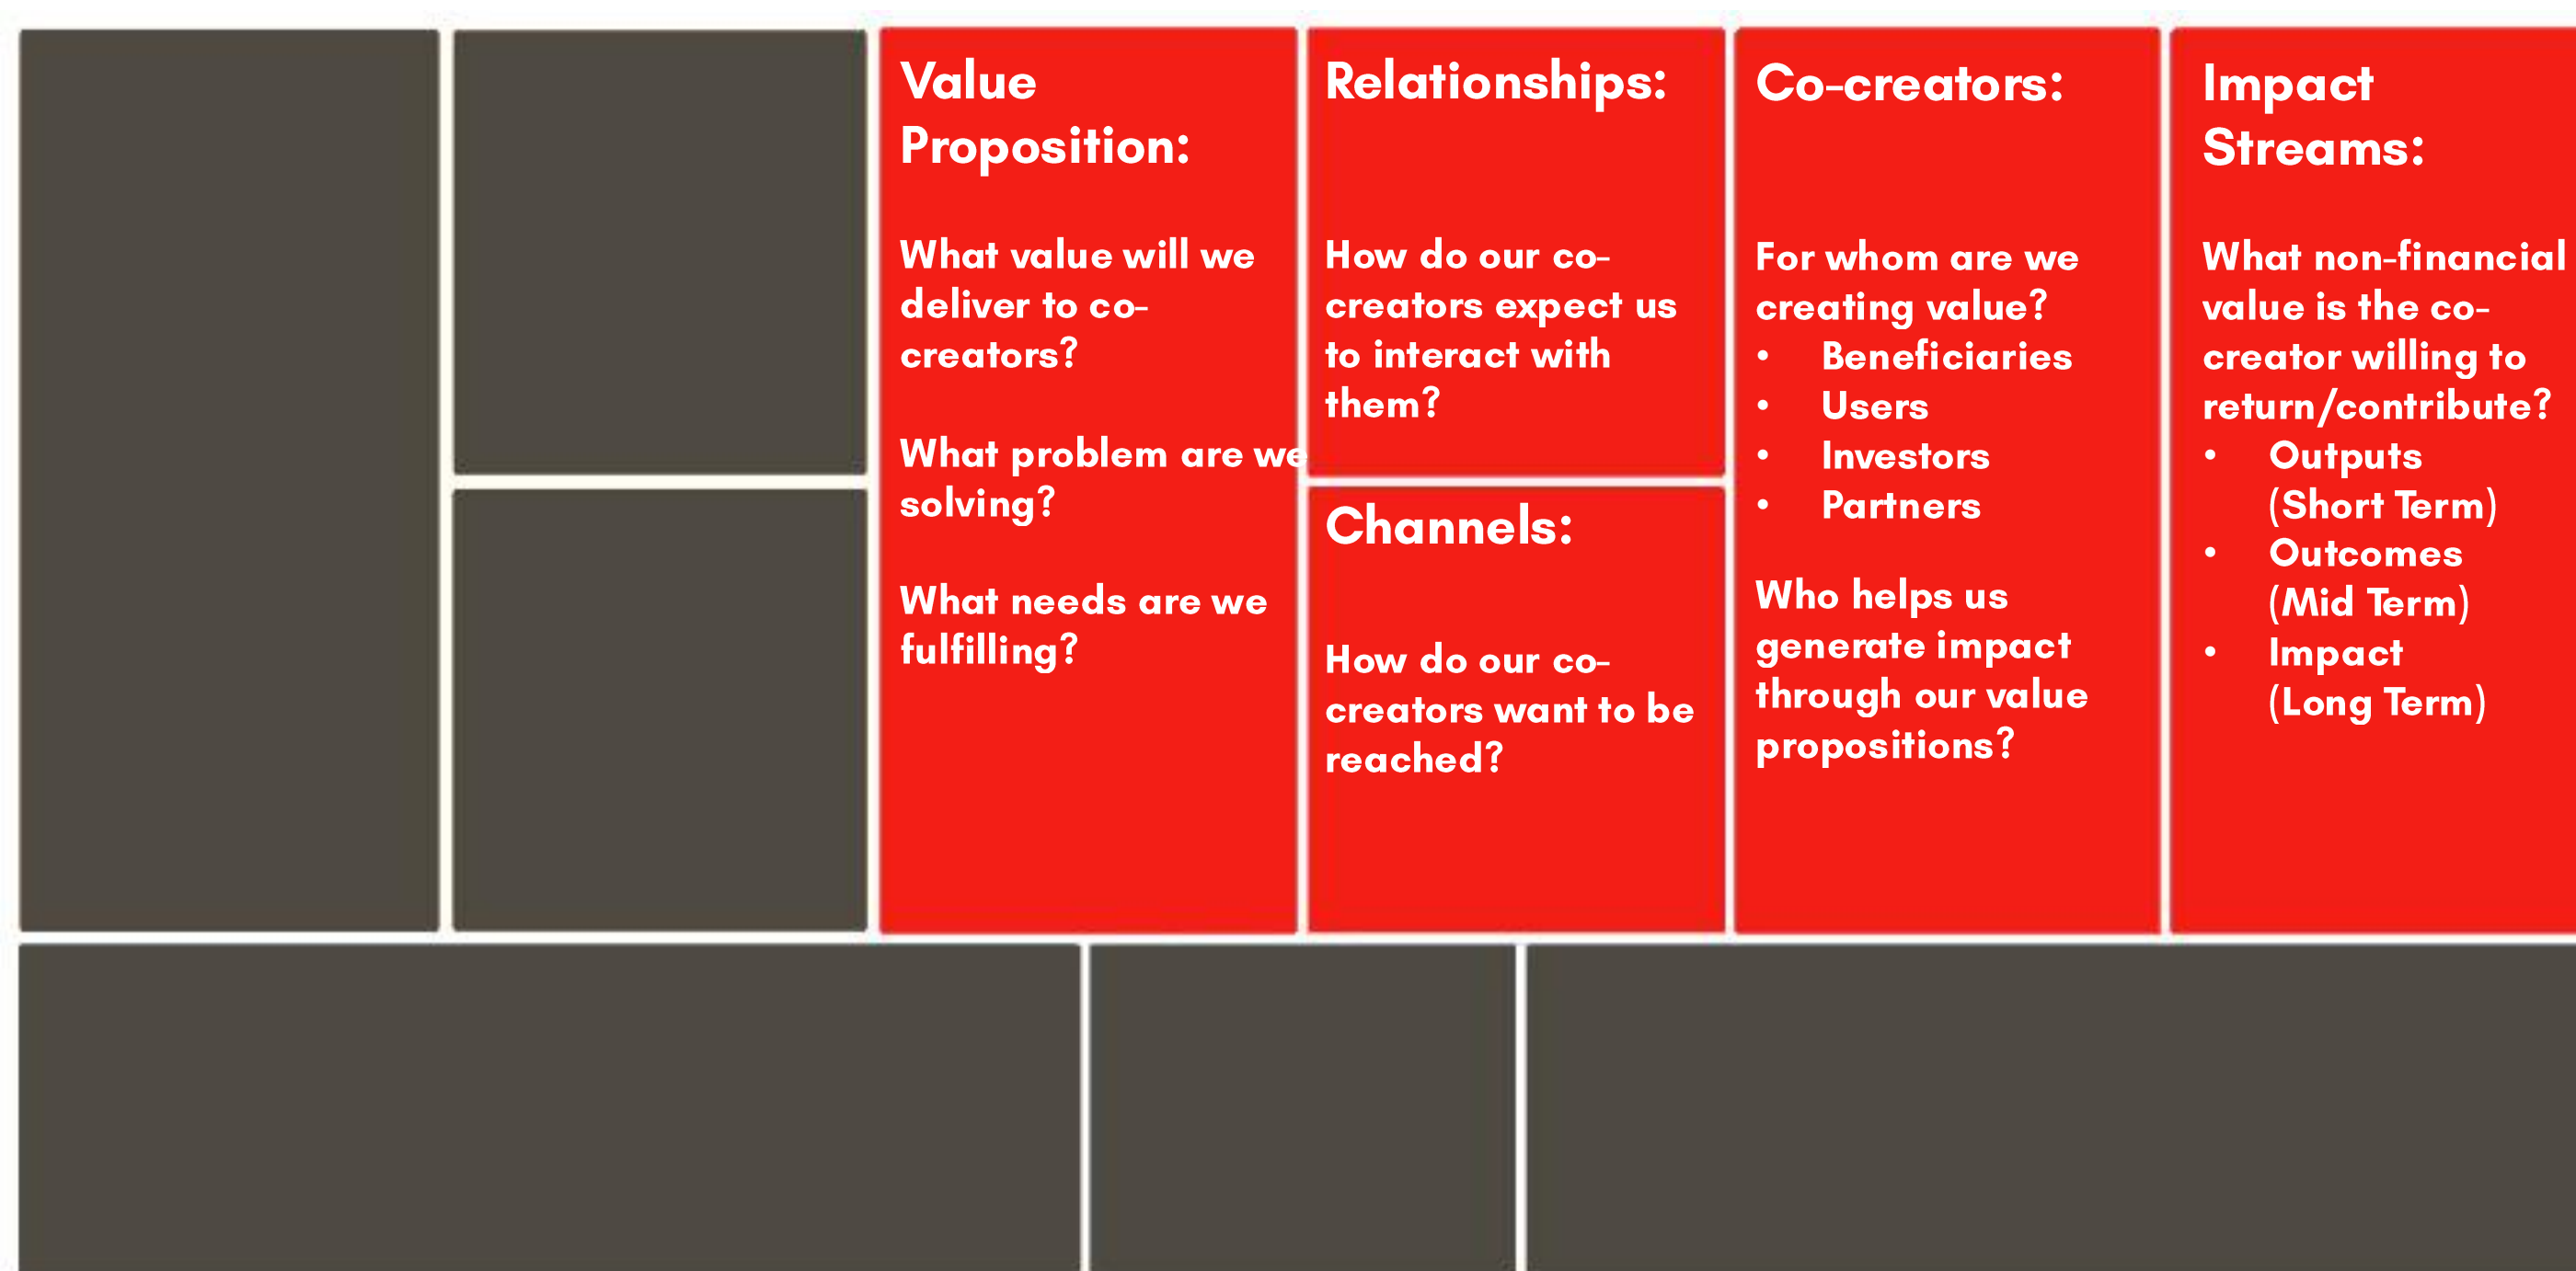 Value
Proposition:
What value will we
deliver to co-
creators?
What problem are we
solving?
What needs are we
fulfilling?
Relationships:
How do our co-
creators expect us
to interact with
them?
Channels:
How do our co-
creators want to be
reached?
Co-creators:
For whom are we
creating value?
• Beneficiaries
• Users
• Investors
• Partners
Who helps us
generate impact
through our value
propositions?
Impact
Streams:
What non-financial
value is the co-
creator willing to
return/contribute?
• Outputs
(Short Term)
• Outcomes
(Mid Term)
• Impact
(Long Term)